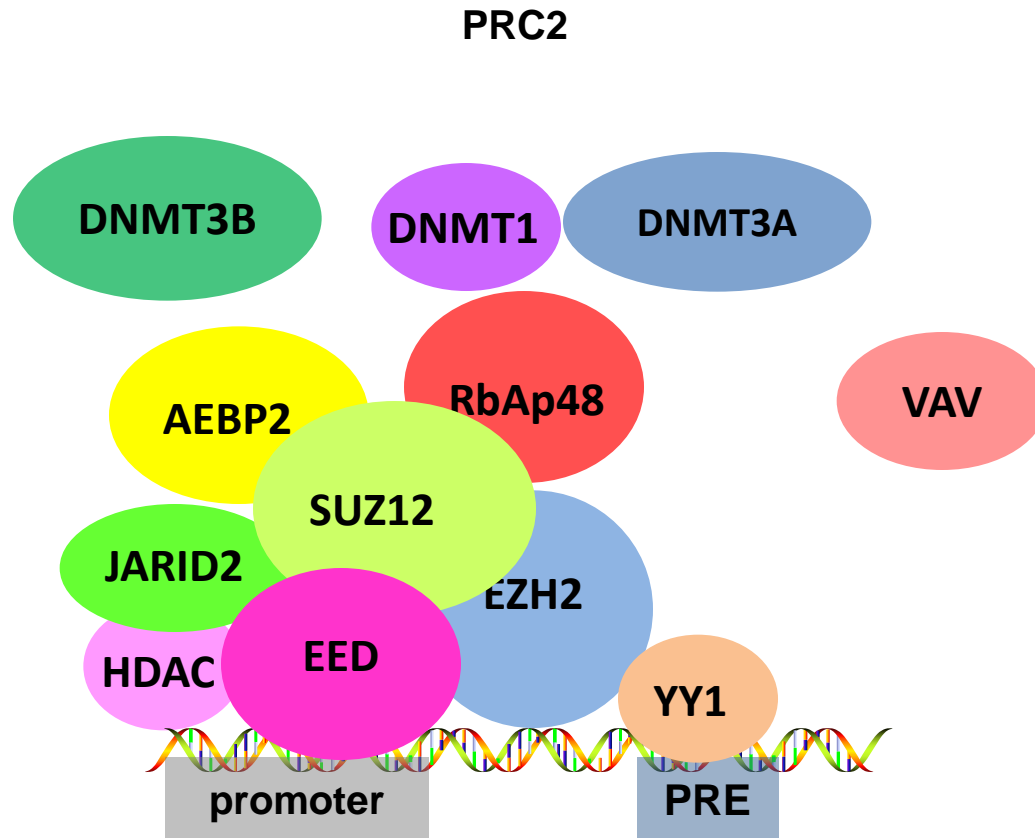 PRC2
DNMT3B
DNMT1
DNMT3A
AEBP2
RbAp48
VAV
SUZ12
JARID2
EZH2
HDAC
EED
YY1
promoter
PRE